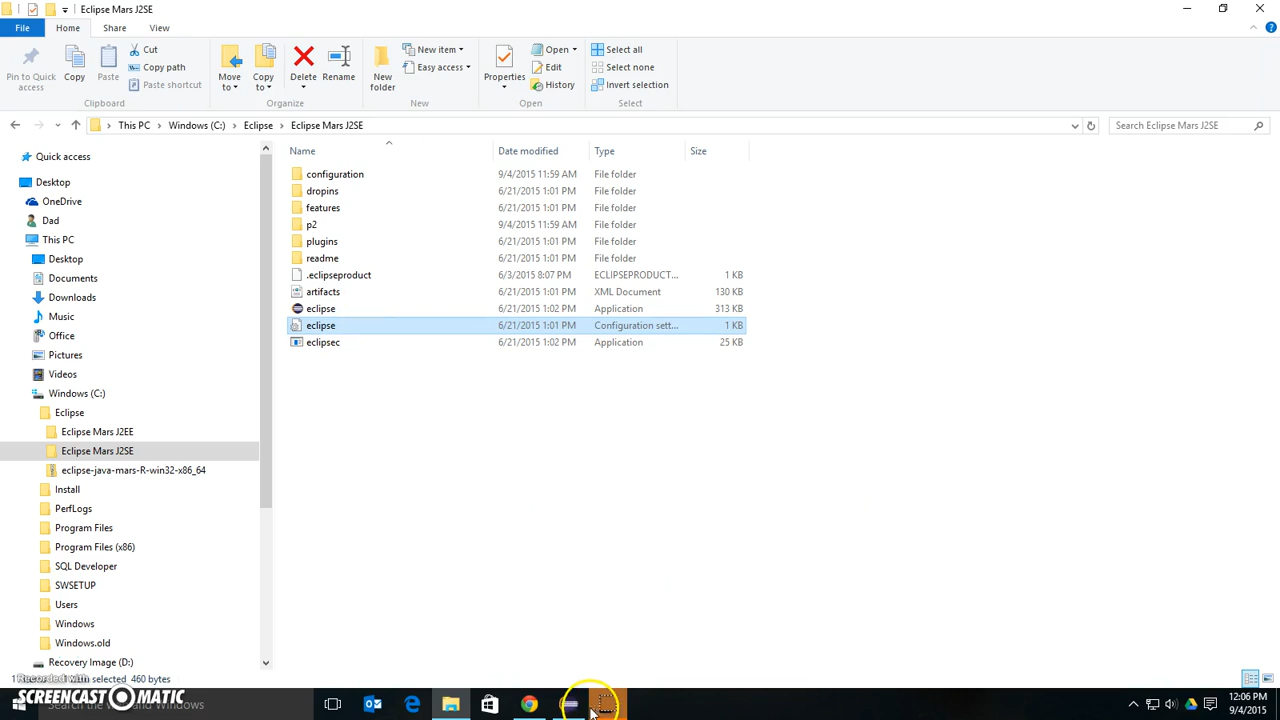 Eclipse Mars J2SE
File Home Share View
Pin to Quick access
Copy
Paste
Cut
Copy path
Paste shortcut
Clipboard
Move to
Copy to
Delete
Rename
Organize
New folder
New item
Easy access
New
Properties
Open
Edit
History
Open
Select all
Select none
Invert selection
Select
This PC Windows (C:) Eclipse Eclipse Mars J2SE
Search Eclipse Mars J2SE
Quick access
Desktop
OneDrive
Dad
This PC
Desktop
Documents
Downloads
Music
Office
Pictures
Videos
Windows (C:)
Eclipse
Eclipse Mars J2EE
Eclipse Mars J2SE
eclipse-java-mars-R-win32-x86_64
Install
PerfLogs
Program Files
Program Files (x86)
SQL Developer
SWSETUP
Users
Windows
Windows.old
Recovery Image (D:)
Name Date modified Type Size
configuration 9/4/2015 11:59 AM File folder
dropins 6/21/2015 1:01 PM File folder
features 6/21/2015 1:01 PM File folder
p2 9/4/2015 11:59 AM File folder
plugins 6/21/2015 1:01 PM File folder
readme 6/21/2015 1:01 PM File folder
.eclipseproduct 6/3/2015 8:07 PM ECLIPSEPRODUCT... 1 KB
artifacts 6/21/2015 1:01 PM XML Document 130 KB
eclipse 6/21/2015 1:02 PM Application 313 KB
eclipse 6/21/2015 1:01 PM Configuration sett... 1 KB
eclipsec 6/21/2015 1:02 PM Application 25 KB
selected 460 bytes
Recorded with
SCREENCAST MATIC
Search the web and Windows
12:06 PM
9/4/2015